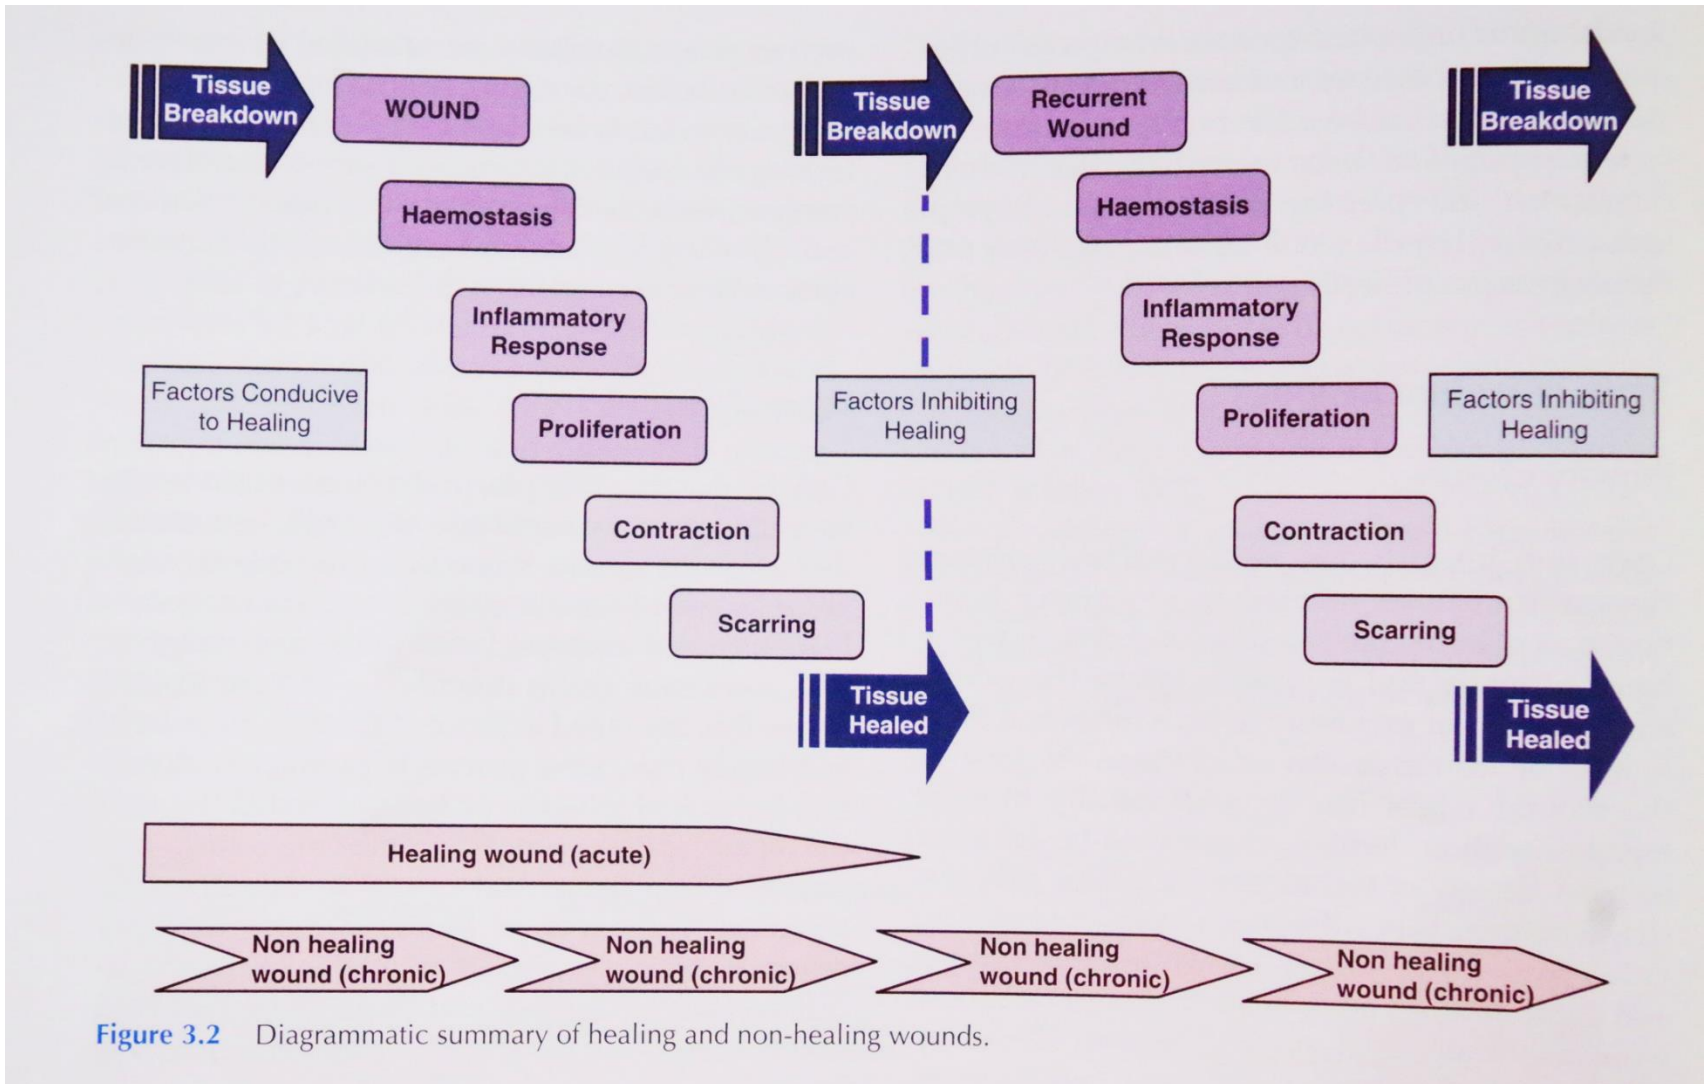 Tissue
Breakdown
WOUND
Haemostasis
Inflammatory
Response
Factors Conducive
to Healing
Proliferation
Contraction
Scarring
Tissue
Breakdown
Factors Inhibiting
Healing
Tissue
Healed
Recurrent
Wound
Haemostasis
Inflammatory
Response
Proliferation
Contraction
Scarring
Tissue
Breakdown
Factors Inhibiting
Healing
Tissue
Healed
Healing wound (acute)
Non healing
wound (chronic)
Non healing
wound (chronic)
Non healing
wound (chronic)
Non healing
wound (chronic)
Figure 3.2 Diagrammatic summary of healing and non-healing wounds.